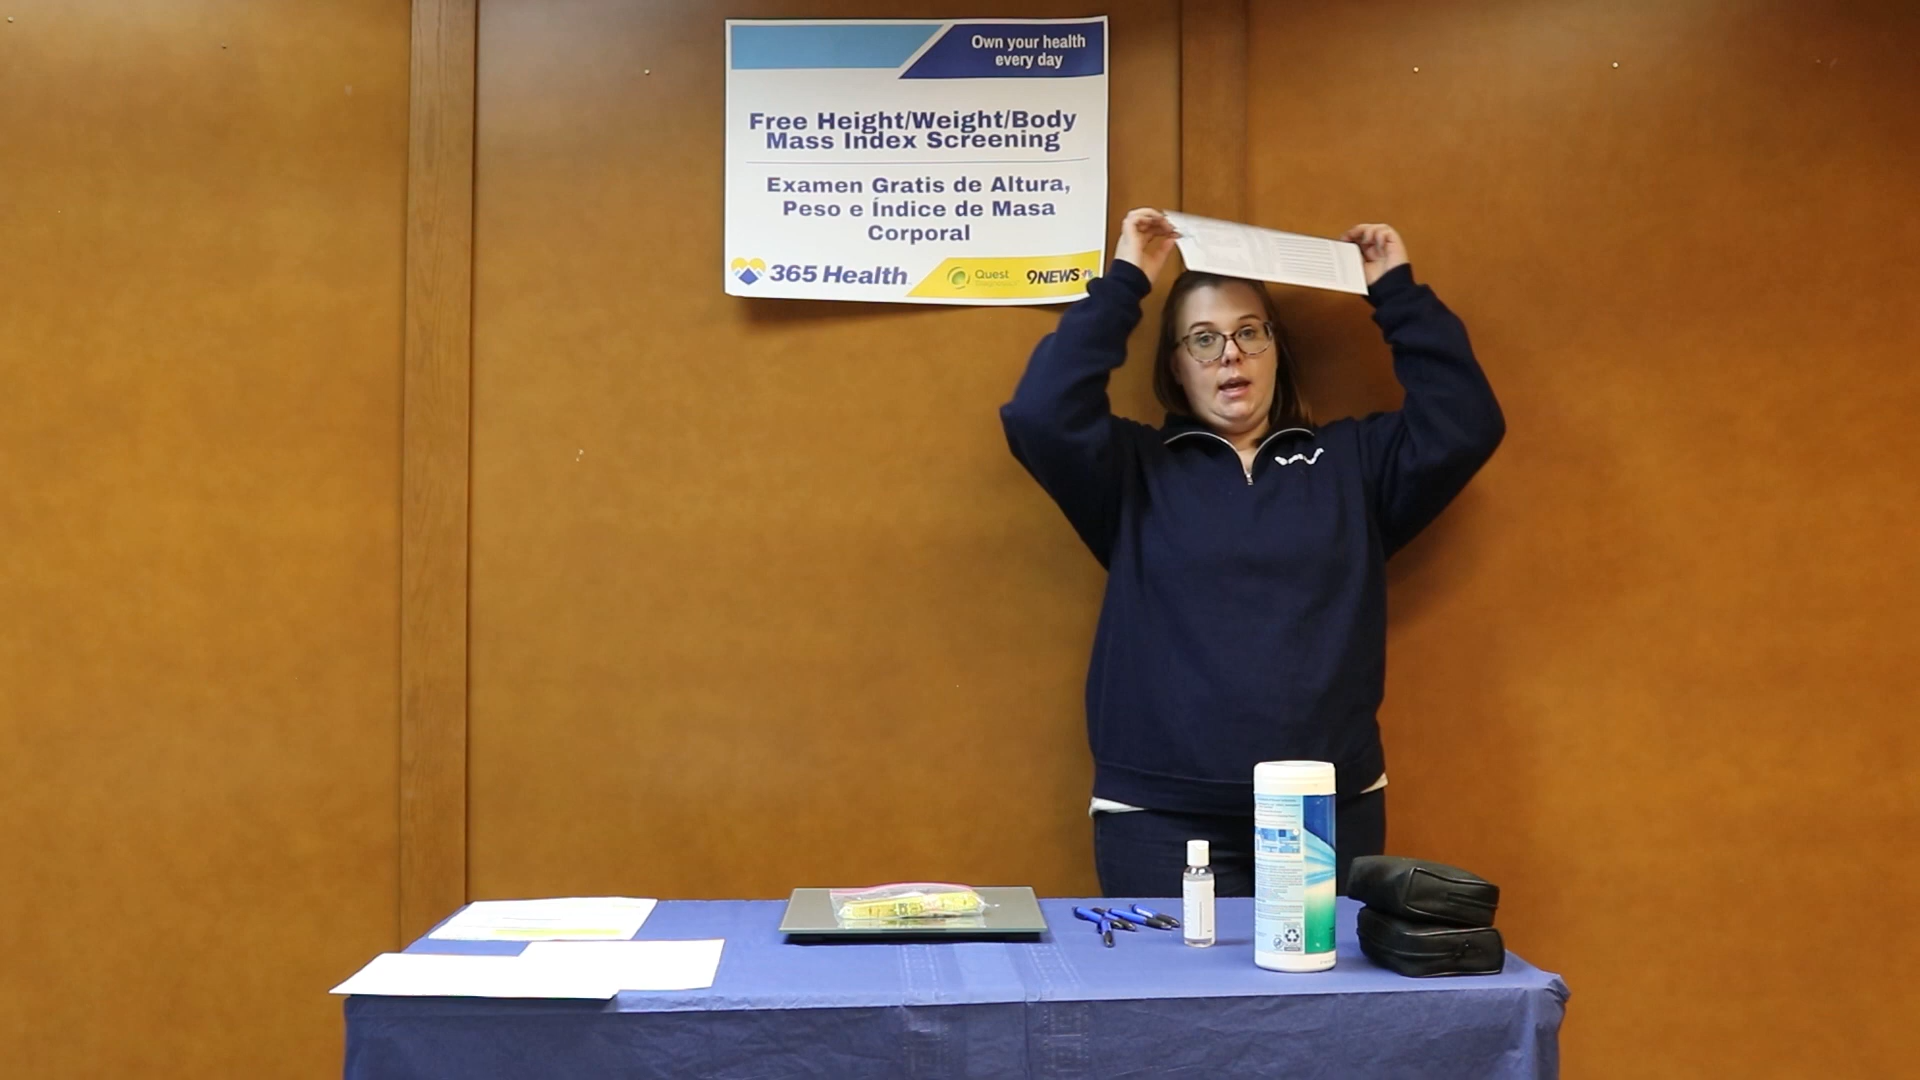 Own your health
every day
Free Height/Weight/Body
Mass Index Screening
Examen Gratis de Altura,
Peso e Índice de Masa
Corporal
365 Health
Quest
9NEWS